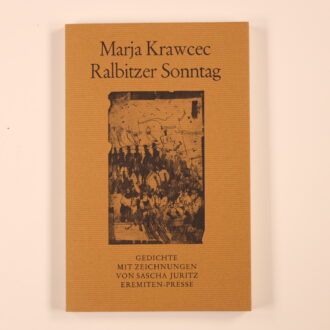 Marja Krawcec
Ralbitzer Sonntag
GEDICHTE
MIT ZEICHNUNGEN
VON SASCHA JURITZ
EREMITEN-PRESSE